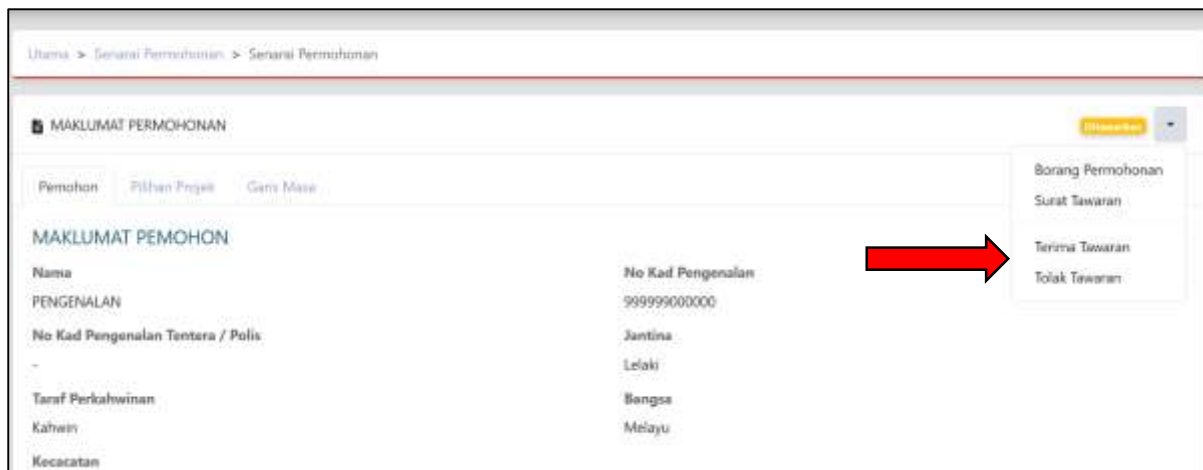 Utama > Senarai Permohonan > Senarai Permohonan
MAKLUMAT PERMOHONAN
Ditawarkan
Pemohon Pilihan Projek Garis Masa
Borang Permohonan
Surat Tawaran
Terima Tawaran
Tolak Tawaran
MAKLUMAT PEMOHON
Nama No Kad Pengenalan
PENGENALAN 999999000000
No Kad Pengenalan Tentera / Polis Jantina
- Lelaki
Taraf Perkahwinan Bangsa
Kahwin Melayu
Kecacatan